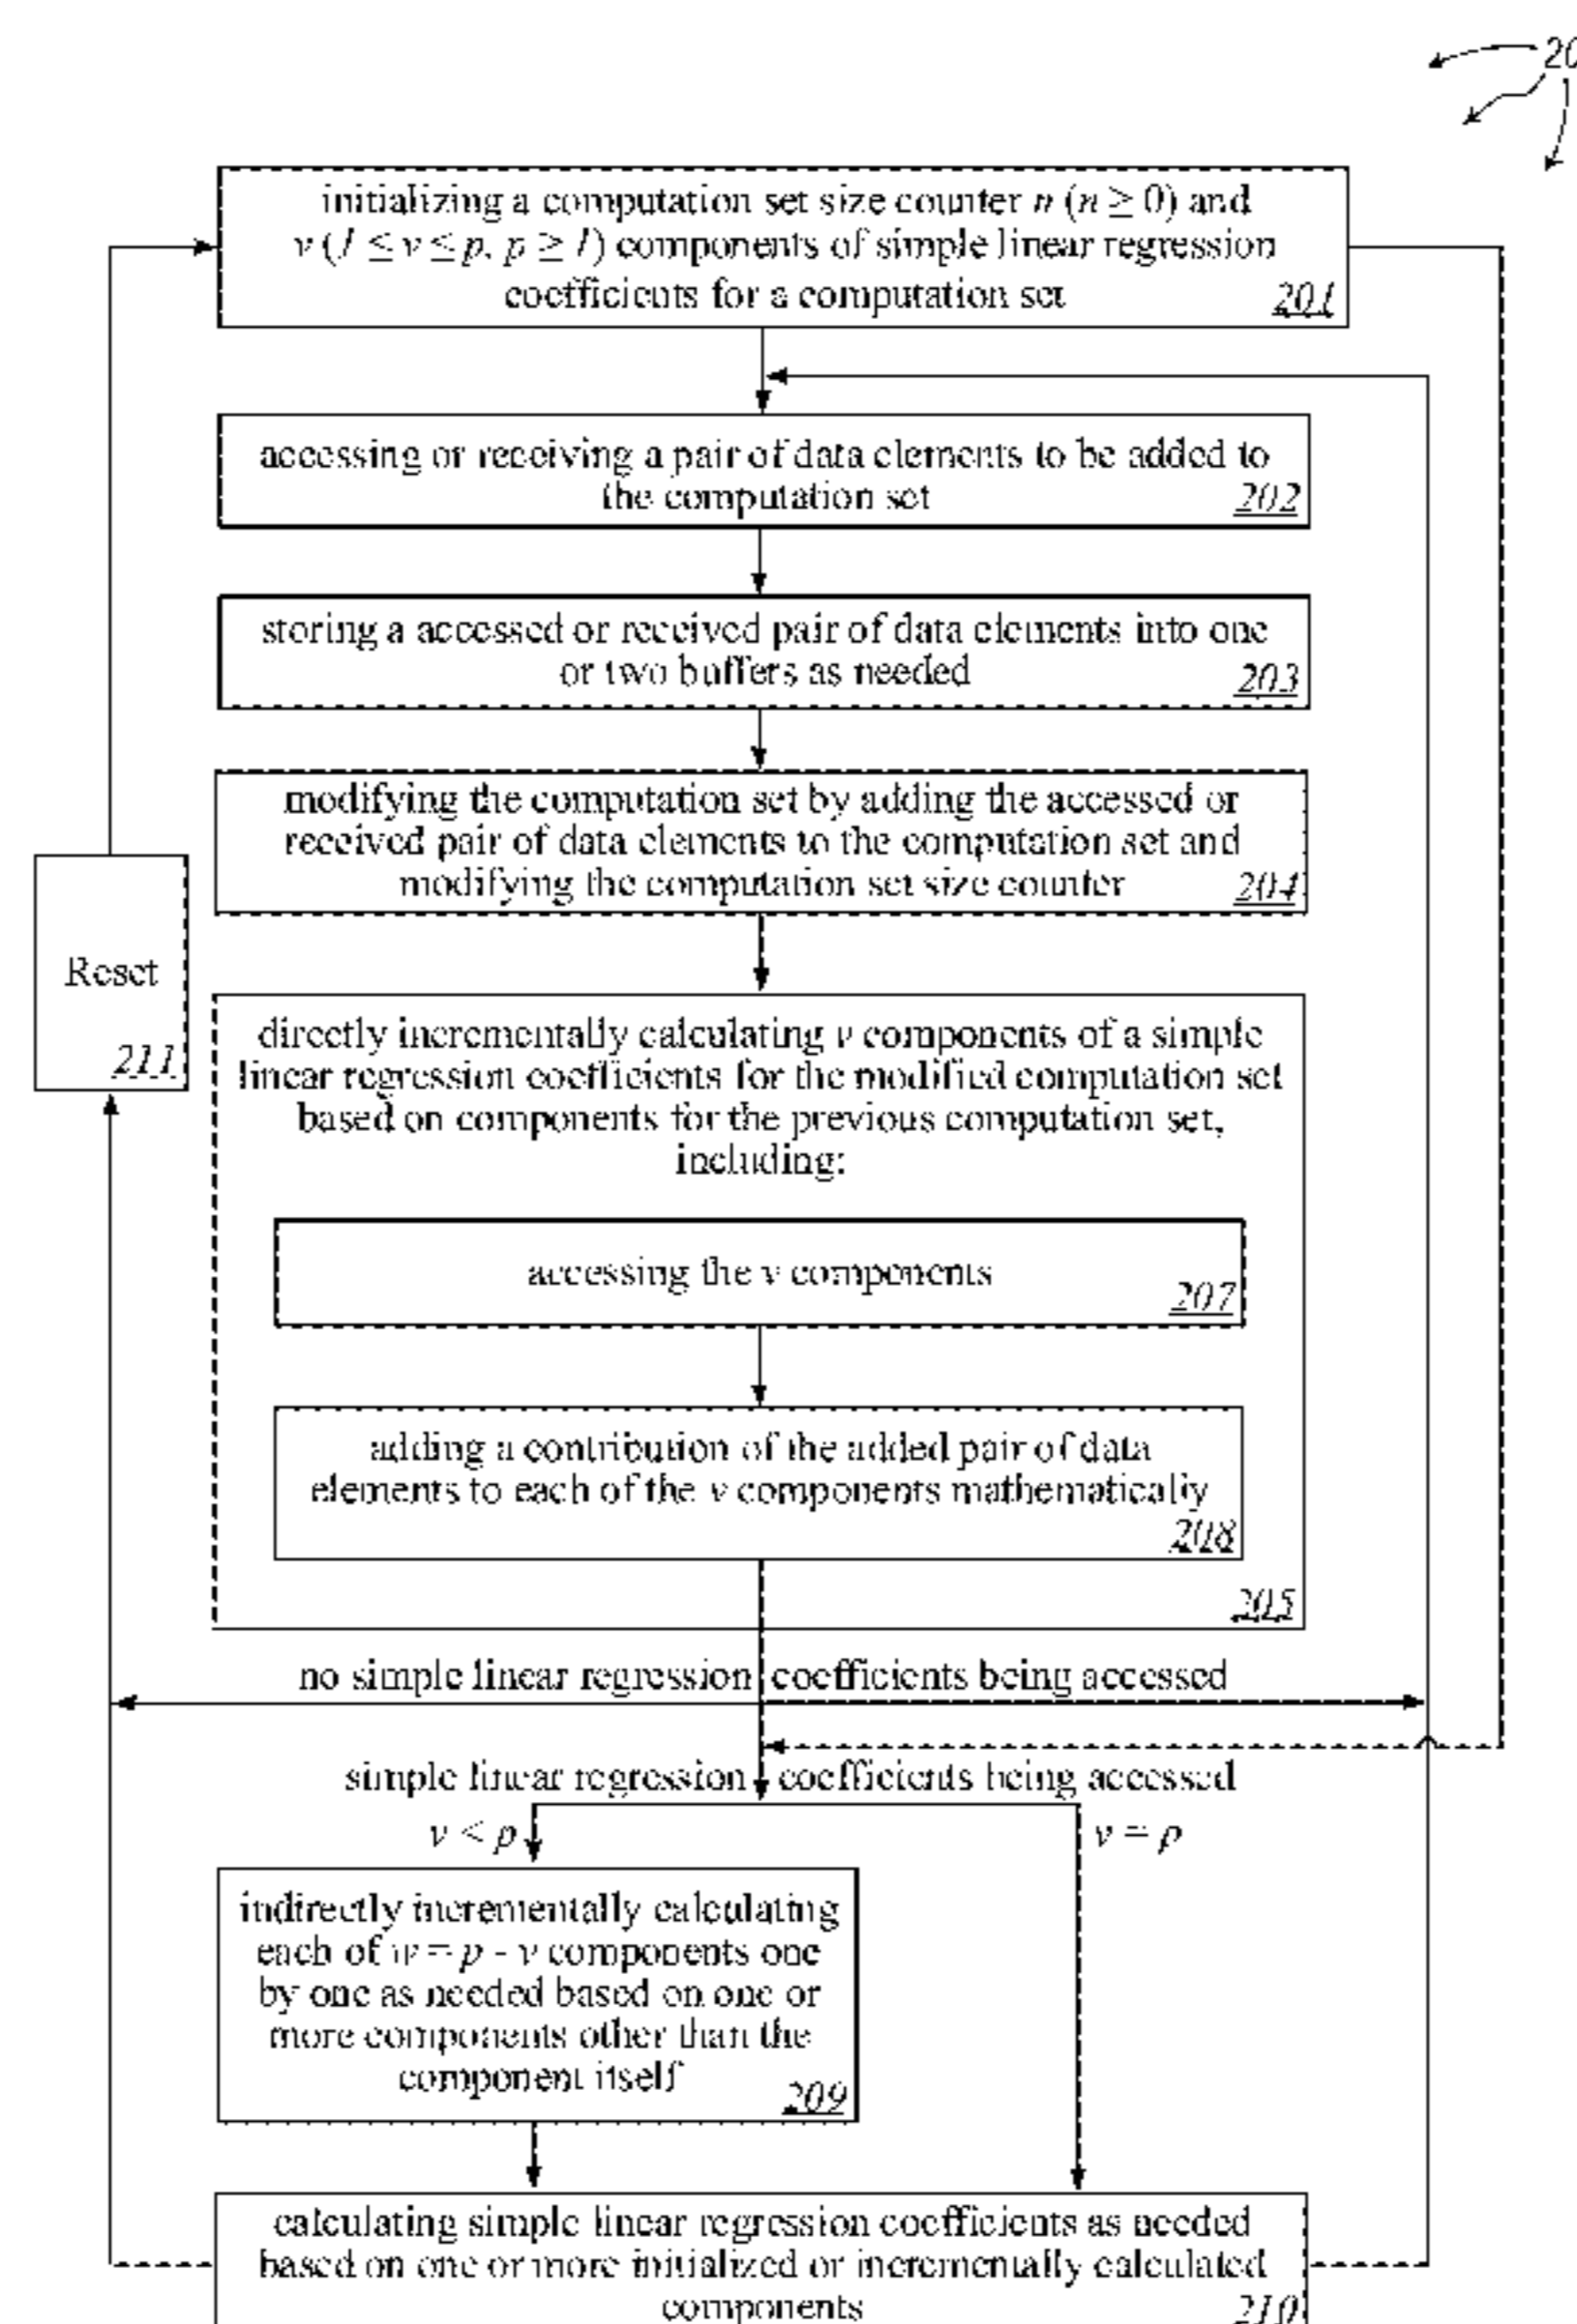 20
initializing a computation set size counter n (n ≥ 0) and
v (1 ≤ v ≤ p, p ≥ 1) components of simple linear regression
coefficients for a computation set
201
accessing or receiving a pair of data elements to be added to
the computation set
202
storing a accessed or received pair of data elements into one
or two buffers as needed
203
modifying the computation set by adding the accessed or
received pair of data elements to the computation set and
modifying the computation set size counter
204
Reset
211
directly incrementally calculating v components of a simple
linear regression coefficients for the modified computation set
based on components for the previous computation set,
including:
accessing the v components
207
adding a contribution of the added pair of data
elements to each of the v components mathematically
208
205
no simple linear regression coefficients being accessed
simple linear regression coefficients being accessed
v < p
v = p
indirectly incrementally calculating
each of w = p - v components one
by one as needed based on one or
more components other than the
component itself
209
calculating simple linear regression coefficients as needed
based on one or more initialized or incrementally calculated
components
210